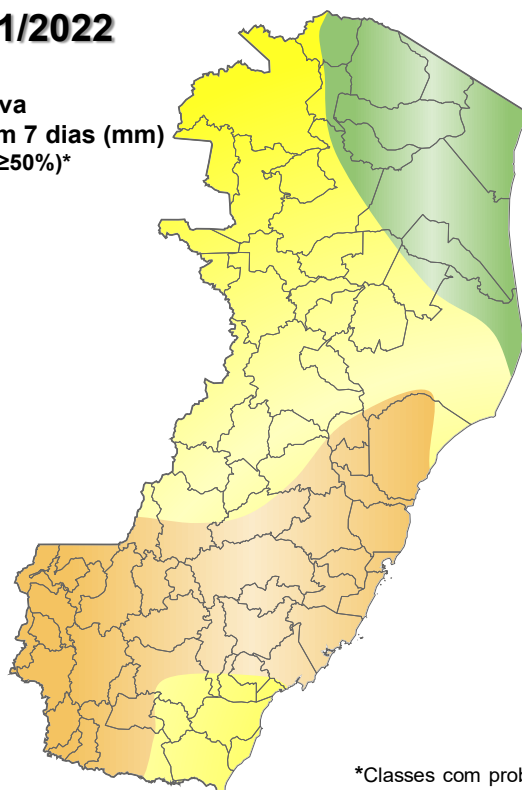 1/2022
va
m 7 dias (mm)
≥50%)*
*Classes com prob